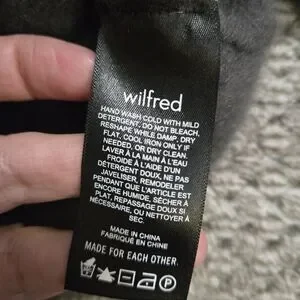 wilfred
HAND WASH COLD WITH MILD
DETERGENT. DO NOT BLEACH,
RESHAPE WHILE DAMP. DRY
FLAT. COOL IRON ONLY IF
NEEDED, OR DRY CLEAN.
LAVER À LA MAIN À L'EAU
FROIDE À L'AIDE D'UN
DÉTERGENT DOUX. NE PAS
JAVELISER, REMODELER
PENDANT QUE L'ARTICLE EST
ENCORE HUMIDE, SÉCHER À
PLAT. REPASSAGE DOUX SI
NÉCESSAIRE, OU NETTOYER À
SEC.
MADE IN CHINA
FABRIQUÉ EN CHINE
MADE FOR EACH OTHER.